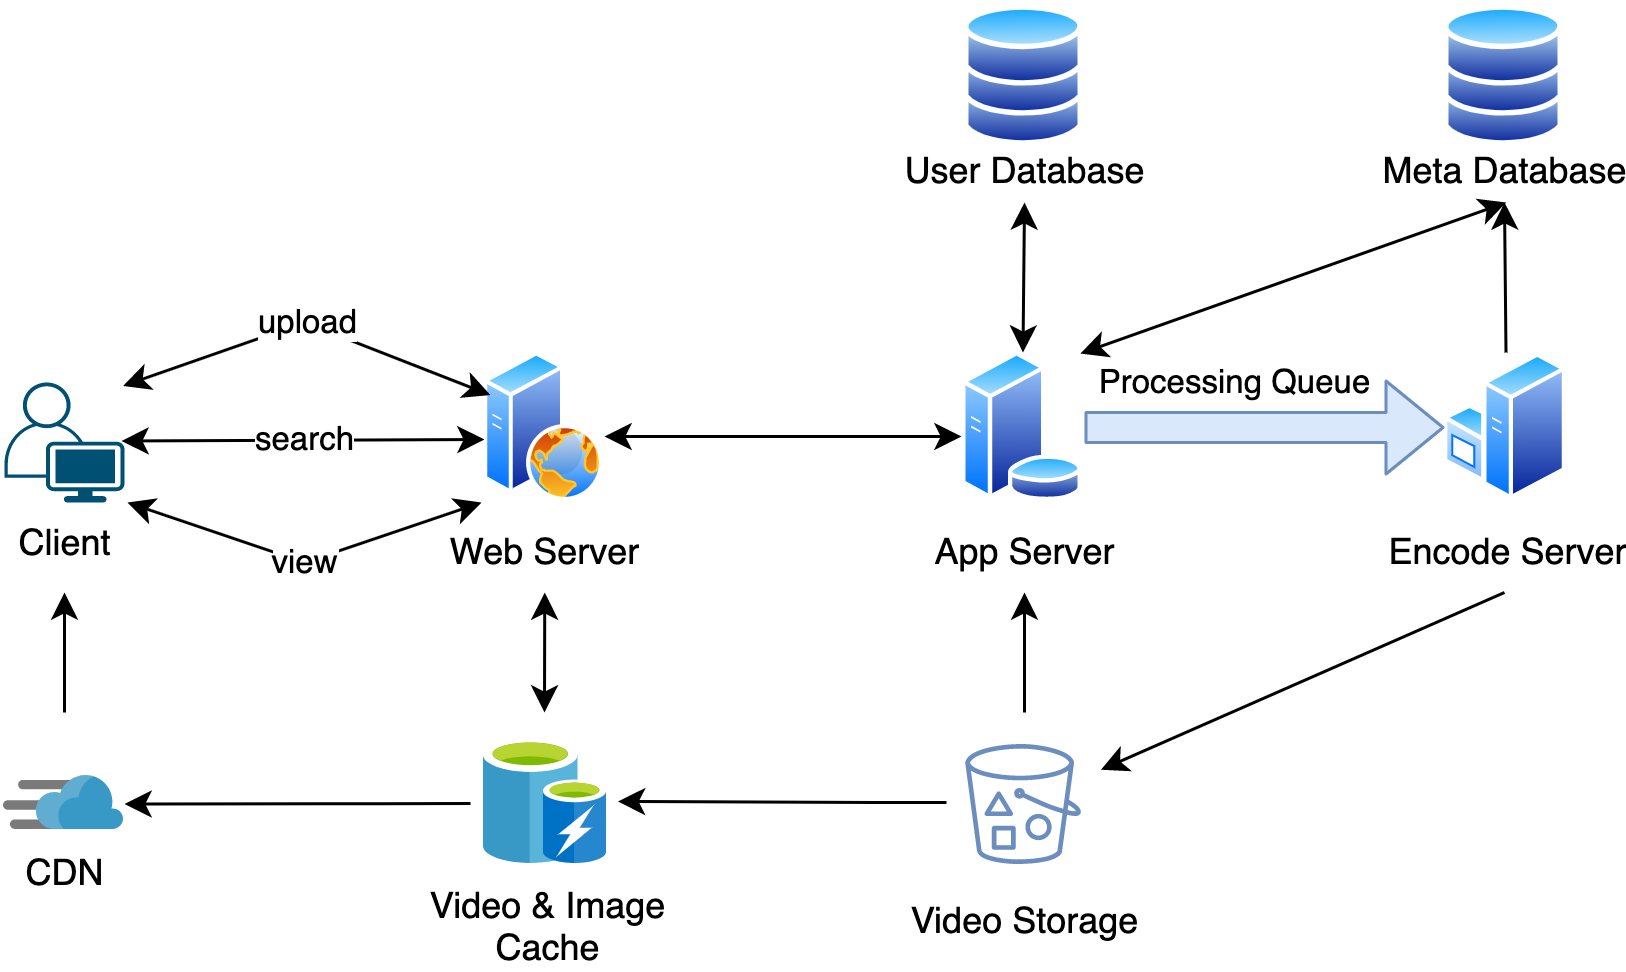 User Database
Meta Database
upload
Processing Queue
search
Client
view
Web Server
App Server
Encode Server
CDN
Video & Image
Cache
Video Storage